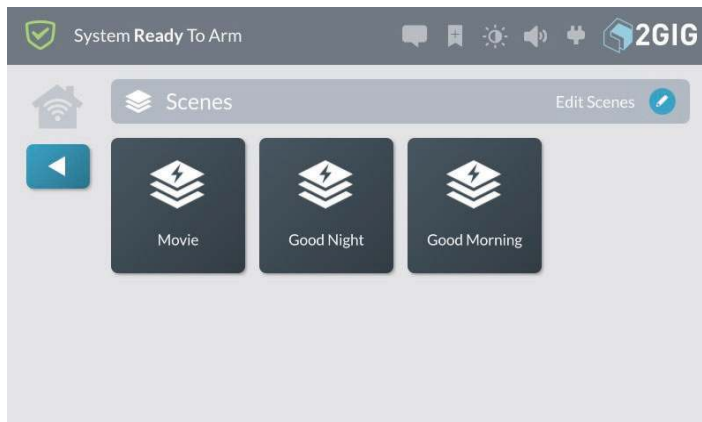 System Ready To Arm
2GIG
Scenes
Edit Scenes
Movie
Good Night
Good Morning